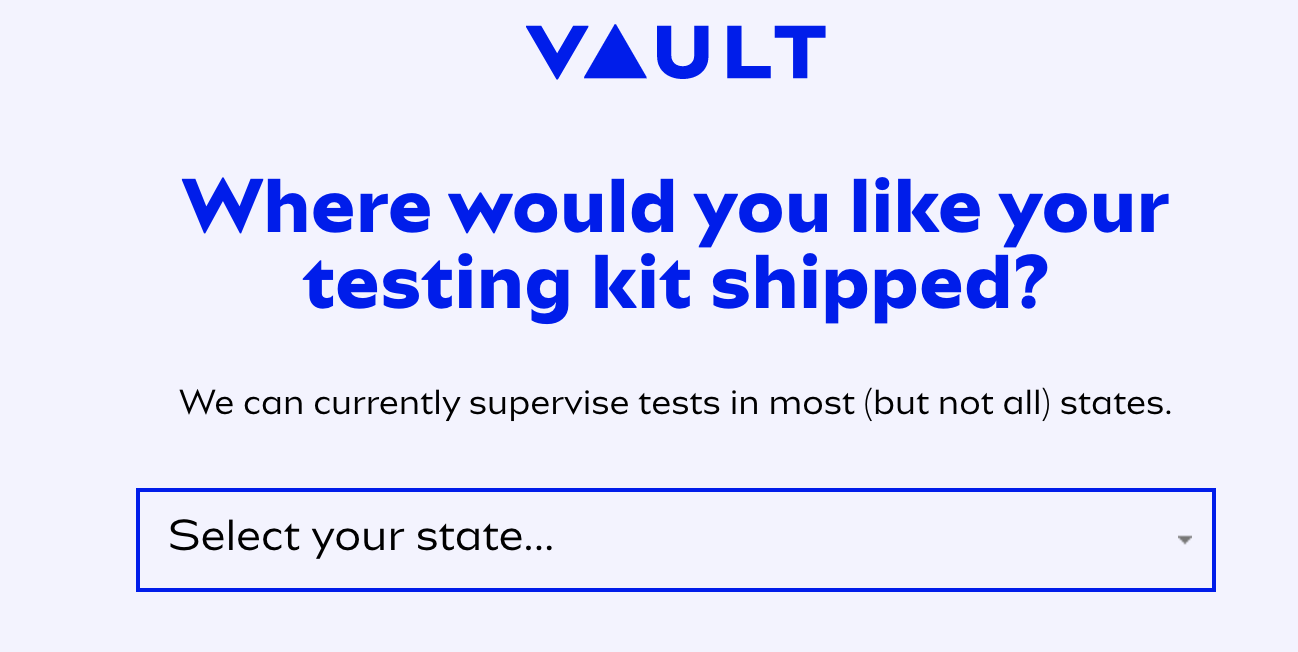 VAULT
Where would you like your
testing kit shipped?
We can currently supervise tests in most (but not all) states.
Select your state...